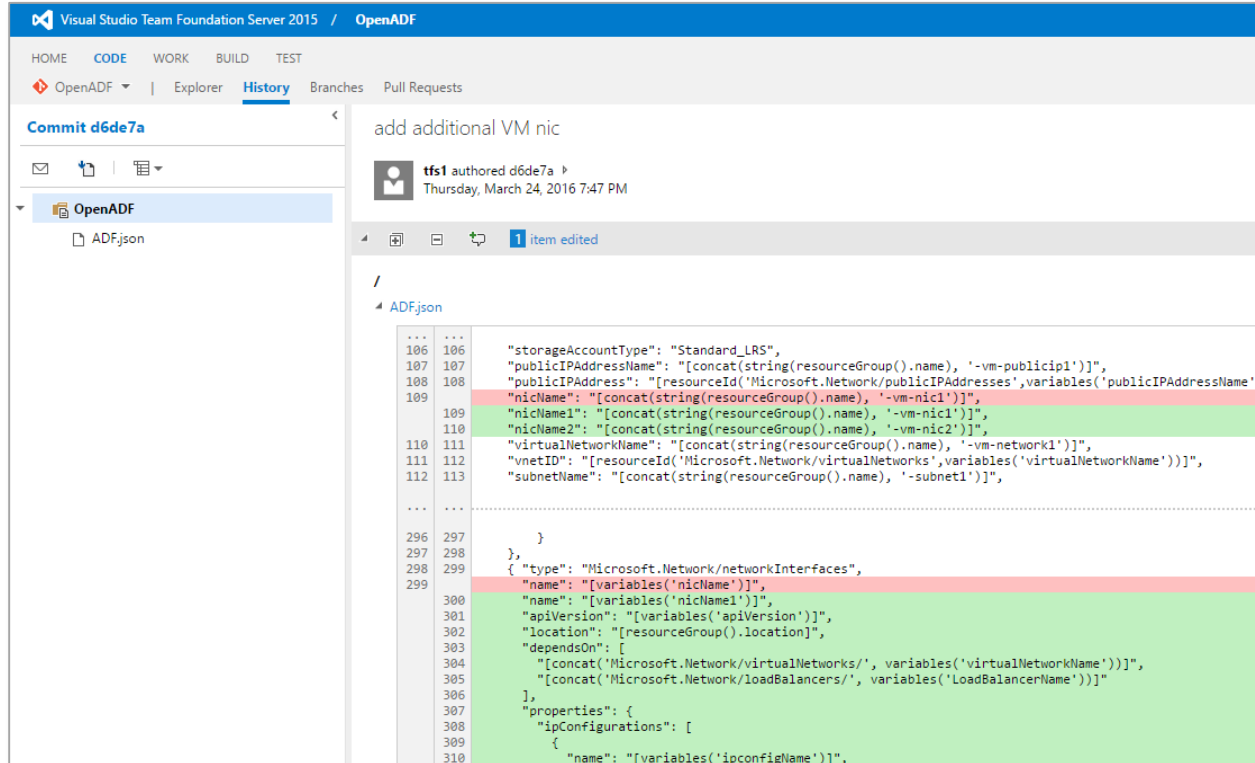 Visual Studio Team Foundation Server 2015 / OpenADF
HOME CODE WORK BUILD TEST
OpenADF | Explorer History Branches Pull Requests
Commit d6de7a
add additional VM nic
tfs1 authored d6de7a
Thursday, March 24, 2016 7:47 PM
OpenADF
ADF.json
1 item edited
/
ADF.json
... ...
106 106 "storageAccountType": "Standard_LRS",
107 107 "publicIPAddressName": "[concat(string(resourceGroup().name), '-vm-publicip1')]",
108 108 "publicIPAddress": "[resourceId('Microsoft.Network/publicIPAddresses',variables('publicIPAddressName'
109 "nicName": "[concat(string(resourceGroup().name), '-vm-nic1')]",
109 "nicName1": "[concat(string(resourceGroup().name), '-vm-nic1')]",
110 "nicName2": "[concat(string(resourceGroup().name), '-vm-nic2')]",
110 111 "virtualNetworkName": "[concat(string(resourceGroup().name), '-vm-network1')]",
111 112 "vnetID": "[resourceId('Microsoft.Network/virtualNetworks',variables('virtualNetworkName'))]",
112 113 "subnetName": "[concat(string(resourceGroup().name), '-subnet1')]",
... ...
296 297 }
297 298 },
298 299 { "type": "Microsoft.Network/networkInterfaces",
299 "name": "[variables('nicName')]",
300 "name": "[variables('nicName1')]",
301 "apiVersion": "[variables('apiVersion')]",
302 "location": "[resourceGroup().location]",
303 "dependsOn": [
304 "[concat('Microsoft.Network/virtualNetworks/', variables('virtualNetworkName'))]",
305 "[concat('Microsoft.Network/loadBalancers/', variables('LoadBalancerName'))]"
306 ],
307 "properties": {
308 "ipConfigurations": [
309 {
310 "name": "[variables('ipconfigName')]",